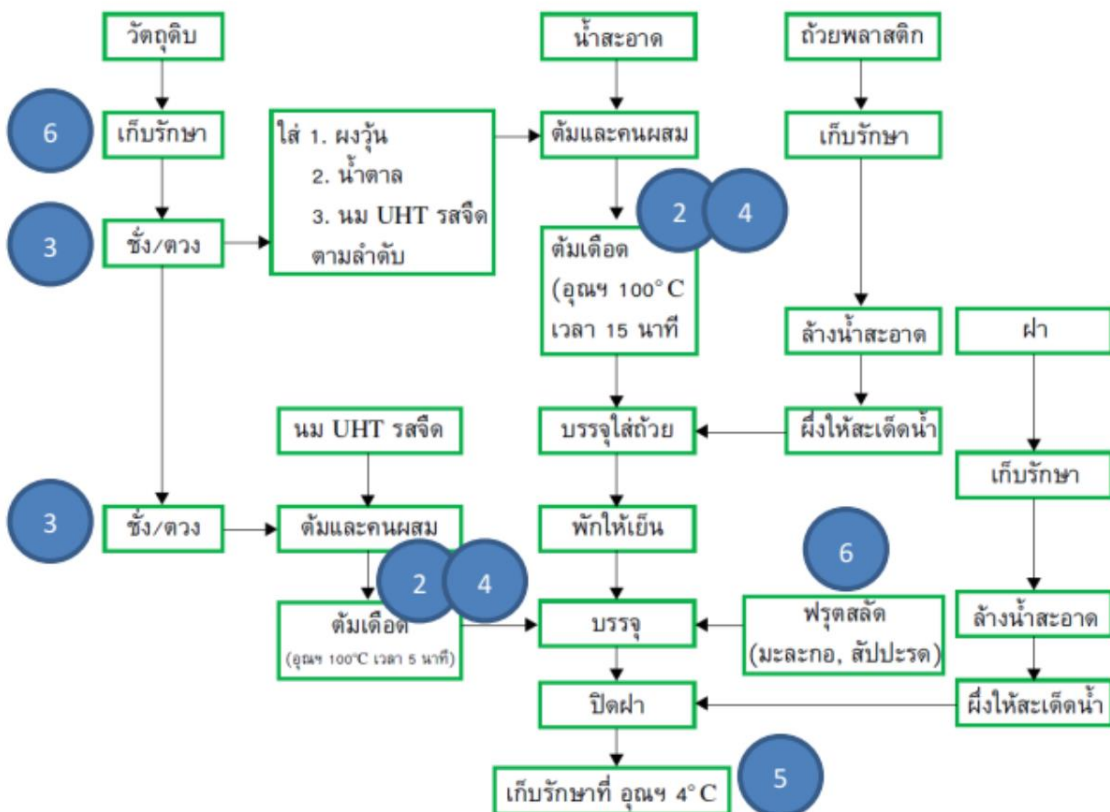 วัตถุดิบ
น้ำสะอาด
ถ้วยพลาสติก
6
เก็บรักษา
ใส่ 1. ผงวุ้น
2. น้ำตาล
3. นม UHT รสจืด
ตามลำดับ
ต้มและคนผสม
เก็บรักษา
3
ชั่ง/ตวง
2
4
ต้มเดือด
(อุณฯ 100°C
เวลา 15 นาที
ล้างน้ำสะอาด
ฝา
นม UHT รสจืด
บรรจุใส่ถ้วย
ผึ่งให้สะเด็ดน้ำ
เก็บรักษา
3
ชั่ง/ตวง
ต้มและคนผสม
พักให้เย็น
2
4
6
ต้มเดือด
(อุณฯ 100°C เวลา 5 นาที)
บรรจุ
ฟรุตสลัด
(มะละกอ, สัปปะรด)
ล้างน้ำสะอาด
ปิดฝา
ผึ่งให้สะเด็ดน้ำ
เก็บรักษาที่ อุณฯ 4°C
5